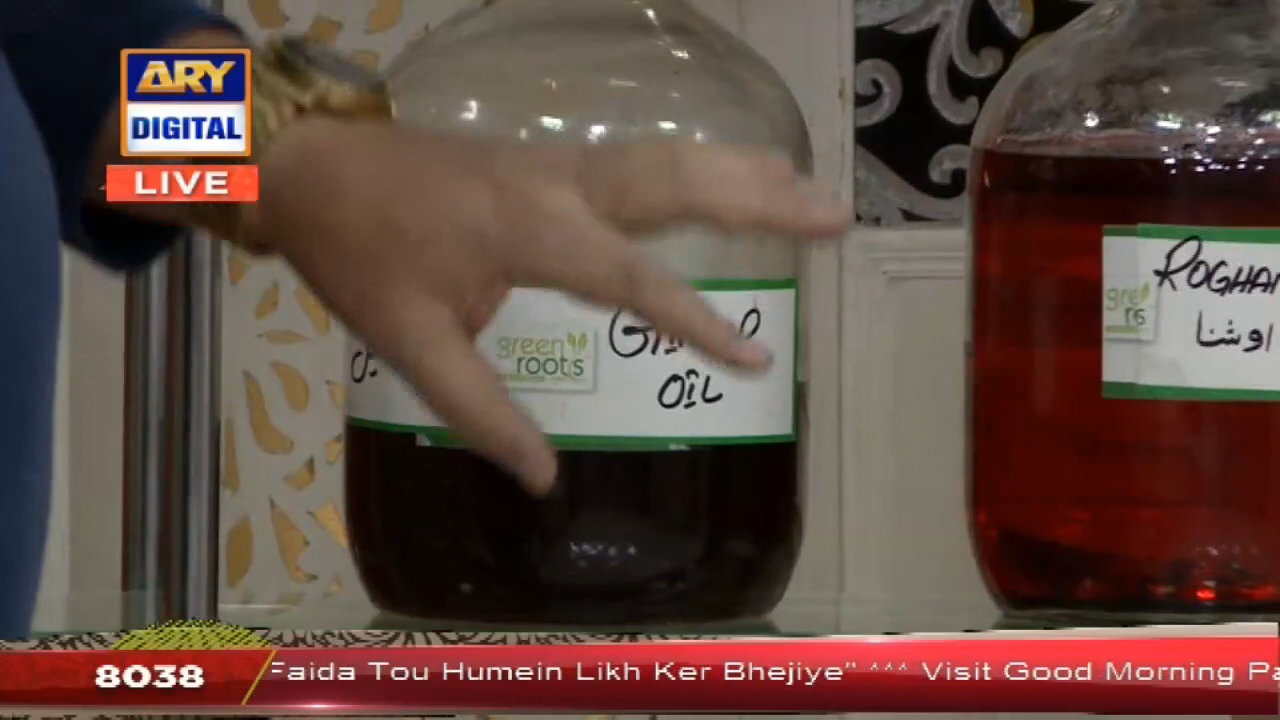 ARY
DIGITAL
LIVE
green
roots
OIL
ROGHAN
اوشنا
8038
Faida Tou Humein Likh Ker Bhejiye" ^^^ Visit Good Morning Pa